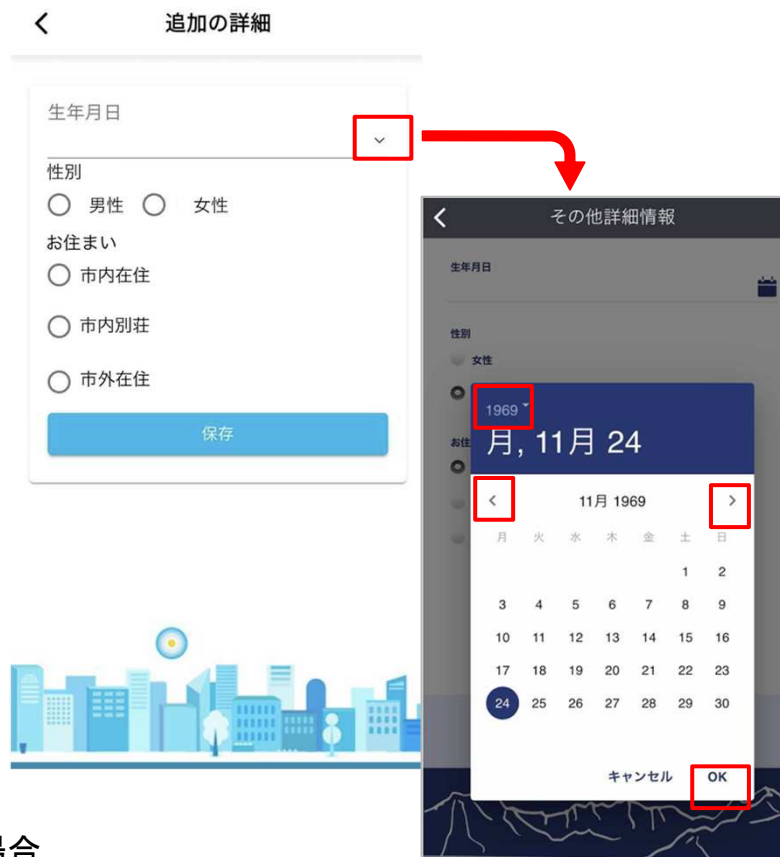 追加の詳細
生年月日
性別
男性 女性
お住まい
市内在住
市内別荘
市外在住
保存
その他詳細情報
生年月日
性別
女性
お住
1969
月, 11月 24
11月 1969
月 火 水 木 金 土 日
1 2
3 4 5 6 7 8 9
10 11 12 13 14 15 16
17 18 19 20 21 22 23
24 25 26 27 28 29 30
キャンセル OK
場合